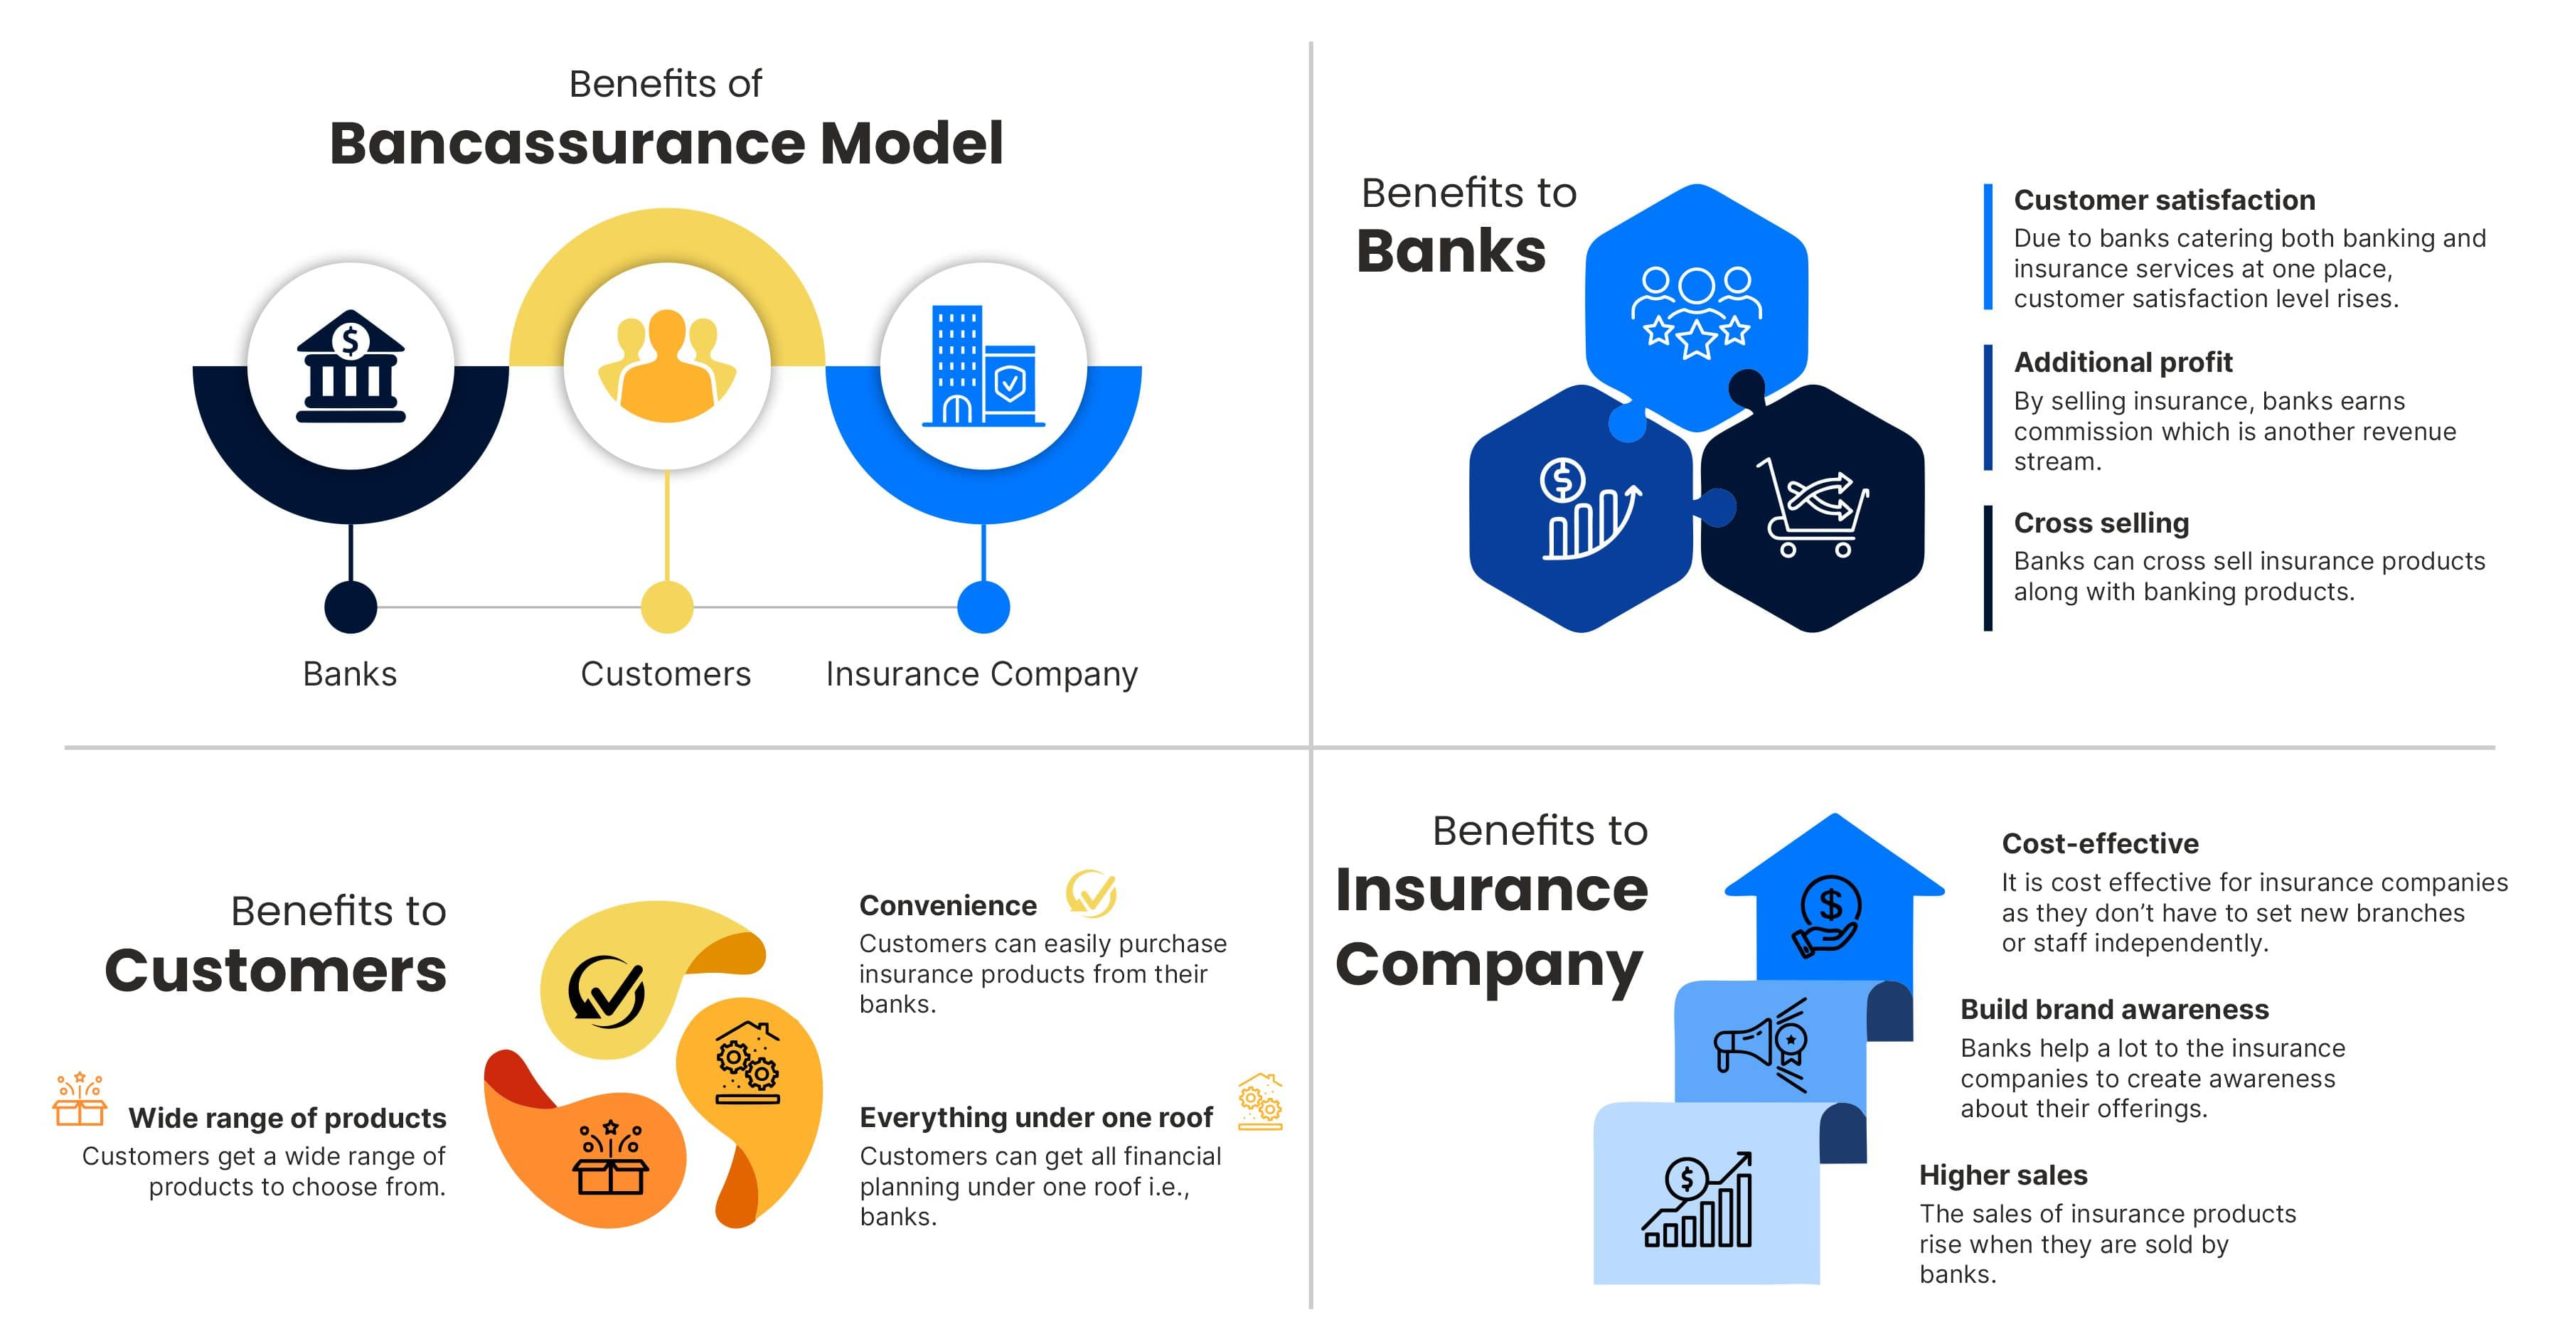 Benefits of
Bancassurance Model
$
Banks
Customers
Insurance Company
Benefits to
Banks
$
Customer satisfaction
Due to banks catering both banking and
insurance services at one place,
customer satisfaction level rises.
Additional profit
By selling insurance, banks earns
commission which is another revenue
stream.
Cross selling
Banks can cross sell insurance products
along with banking products.
Benefits to
Customers
Convenience
Customers can easily purchase
insurance products from their
banks.
Wide range of products
Customers get a wide range of
products to choose from.
Everything under one roof
Customers can get all financial
planning under one roof i.e.,
banks.
Benefits to
Insurance
Company
$
Cost-effective
It is cost effective for insurance companies
as they don’t have to set new branches
or staff independently.
Build brand awareness
Banks help a lot to the insurance
companies to create awareness
about their offerings.
$
Higher sales
The sales of insurance products
rise when they are sold by
banks.